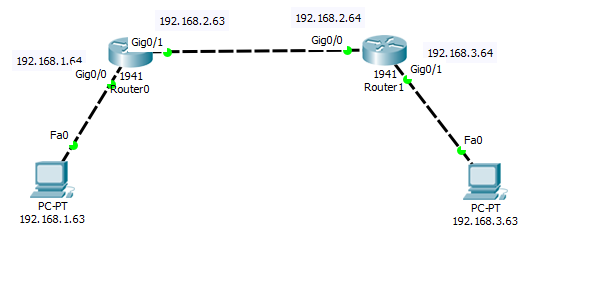 192.168.2.63
192.168.2.64
Gig0/1
Gig0/0
192.168.3.64
192.168.1.64
Gig0/0
1941
Router0
1941
Router1
Gig0/1
Fa0
Fa0
PC-PT
192.168.1.63
PC-PT
192.168.3.63